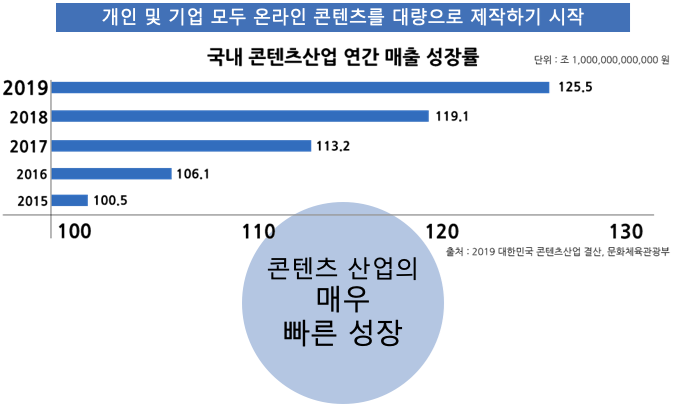 개인 및 기업 모두 온라인 콘텐츠를 대량으로 제작하기 시작
국내 콘텐츠산업 연간 매출 성장률
단위 : 조 1,000,000,000,000 원
2019 125.5
2018 119.1
2017 113.2
2016 106.1
2015 100.5
100 110 120 130
출처 : 2019 대한민국 콘텐츠산업 결산, 문화체육관광부
콘텐츠 산업의
매우
빠른 성장